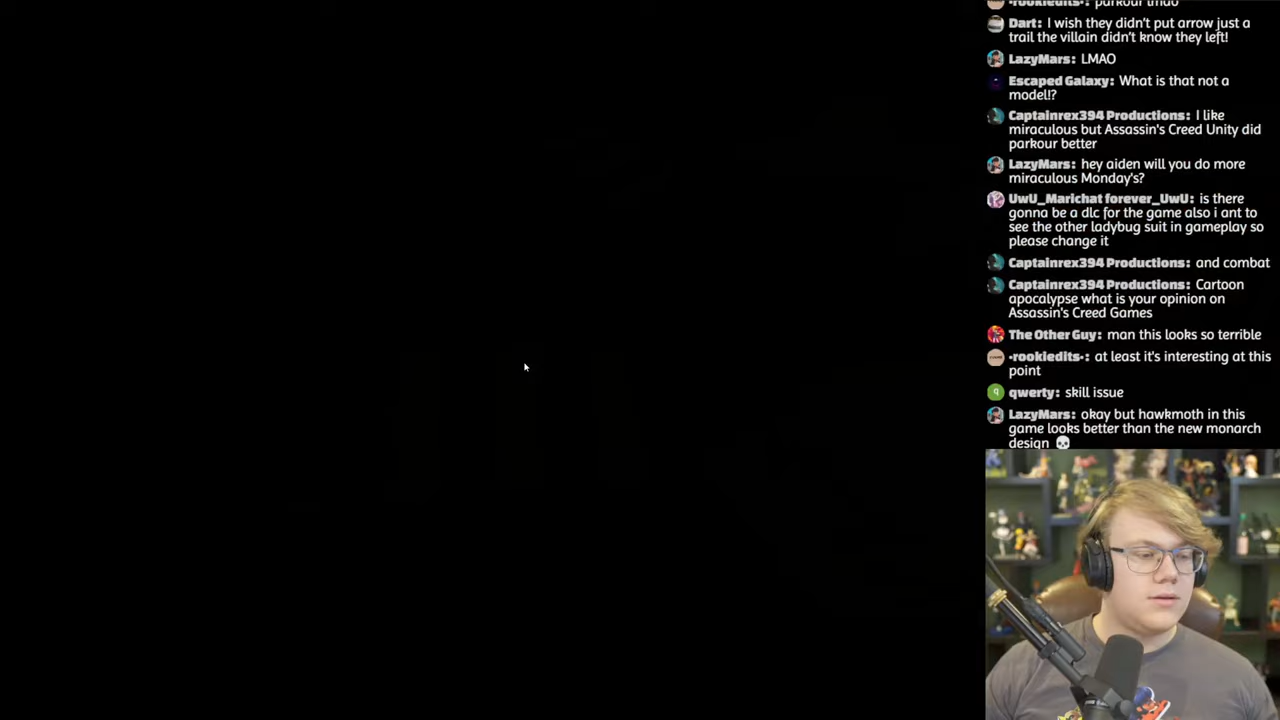 -rookiedits-: parkour lmao
Dart: I wish they didn't put arrow just a
trail the villain didn't know they left!
LazyMars: LMAO
Escaped Galaxy: What is that not a
model!?
Captainrex394 Productions: I like
miraculous but Assassin's Creed Unity did
parkour better
LazyMars: hey aiden will you do more
miraculous Monday's?
UwU_Marichat forever_UwU: is there
gonna be a dlc for the game also i ant to
see the other ladybug suit in gameplay so
please change it
Captainrex394 Productions: and combat
Captainrex394 Productions: Cartoon
apocalypse what is your opinion on
Assassin's Creed Games
The Other Guy: man this looks so terrible
-rookiedits-: at least it's interesting at this
point
q
qwerty: skill issue
LazyMars: okay but hawkmoth in this
game looks better than the new monarch
design 💀